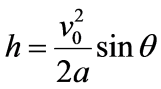 h = \frac{v_0^2}{2a} \sin \theta